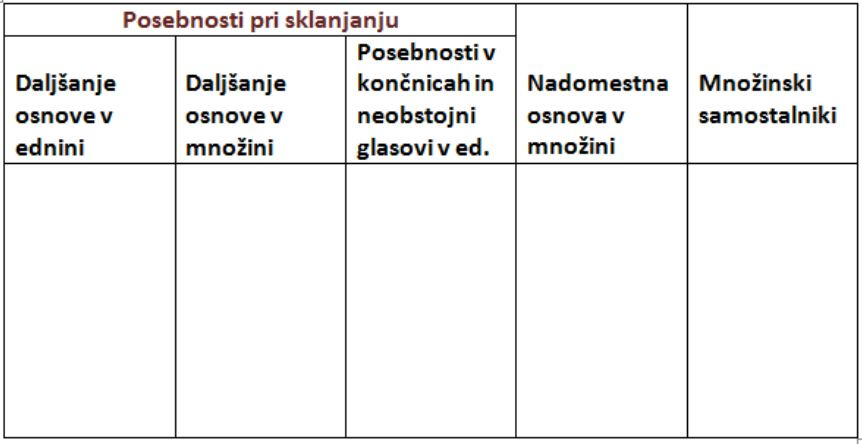 Posebnosti pri sklanjanju
Daljšanje
osnove v
ednini
Daljšanje
osnove v
množini
Posebnosti v
končnicah in
neobstojni
glasovi v ed.
Nadomestna
osnova v
množini
Množinski
samostalniki